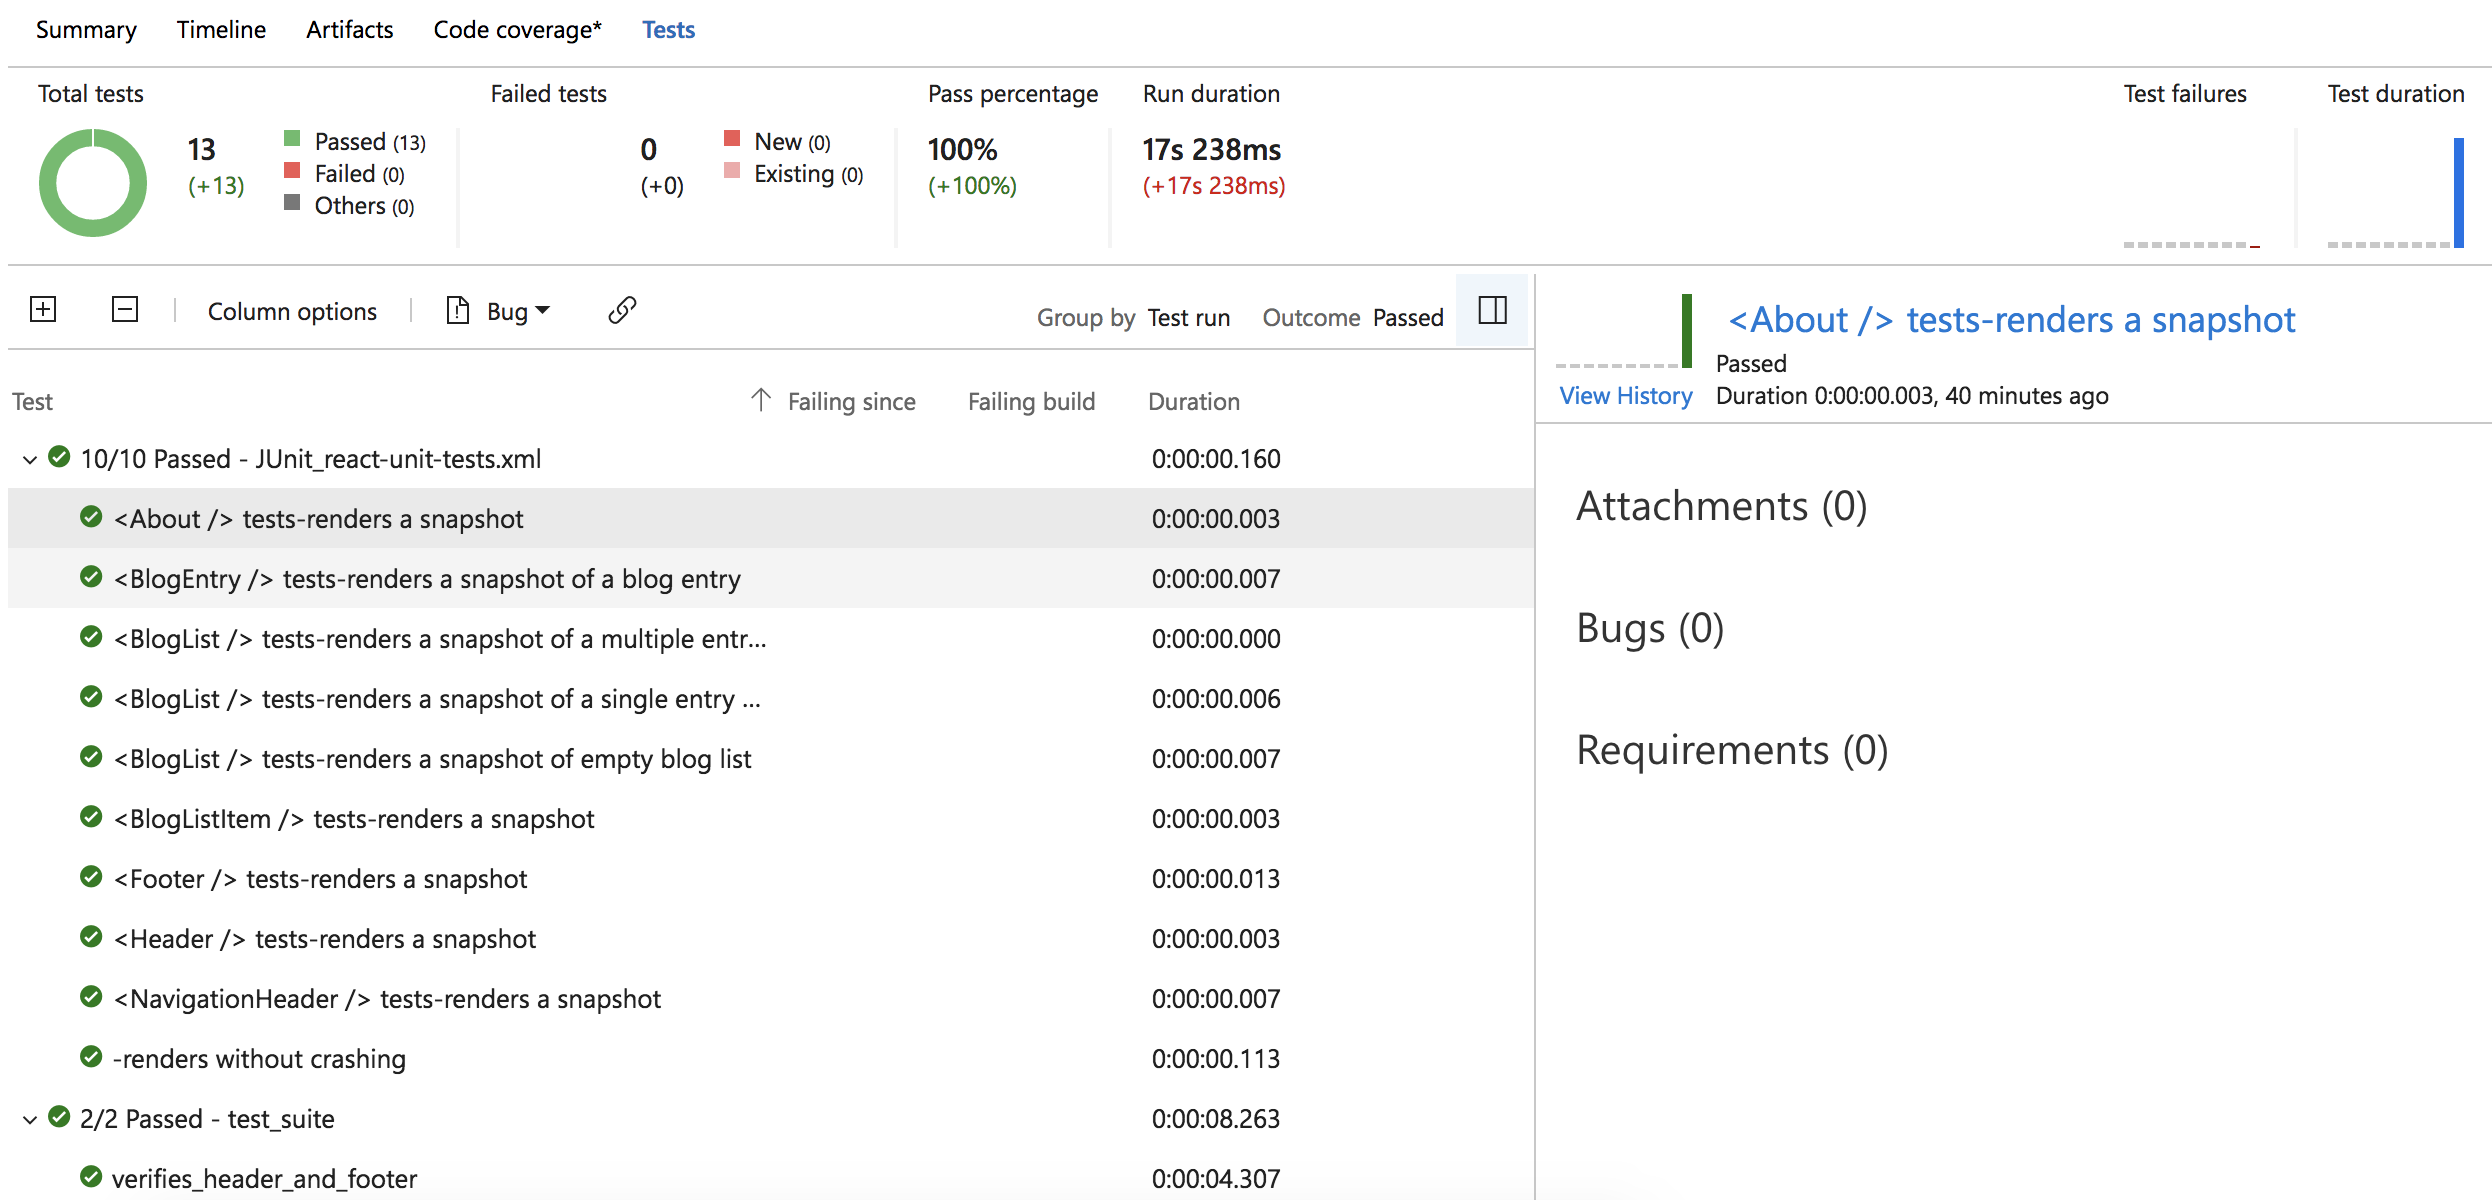 Summary Timeline Artifacts Code coverage* Tests
Total tests Failed tests Pass percentage Run duration Test failures Test duration
13 Passed (13) 0 New (0) 100% 17s 238ms
(+13) Failed (0) (+0) Existing (0) (+100%) (+17s 238ms)
Others (0)
Column options Bug Group by Test run Outcome Passed
<About /> tests-renders a snapshot
Passed
View History Duration 0:00:00.003, 40 minutes ago
Test Failing since Failing build Duration
10/10 Passed - JUnit_react-unit-tests.xml 0:00:00.160
<About /> tests-renders a snapshot 0:00:00.003
<BlogEntry /> tests-renders a snapshot of a blog entry 0:00:00.007
<BlogList /> tests-renders a snapshot of a multiple entr... 0:00:00.000
<BlogList /> tests-renders a snapshot of a single entry ... 0:00:00.006
<BlogList /> tests-renders a snapshot of empty blog list 0:00:00.007
<BlogListItem /> tests-renders a snapshot 0:00:00.003
<Footer /> tests-renders a snapshot 0:00:00.013
<Header /> tests-renders a snapshot 0:00:00.003
<NavigationHeader /> tests-renders a snapshot 0:00:00.007
-renders without crashing 0:00:00.113
2/2 Passed - test_suite 0:00:08.263
verifies_header_and_footer 0:00:04.307
Attachments (0)
Bugs (0)
Requirements (0)